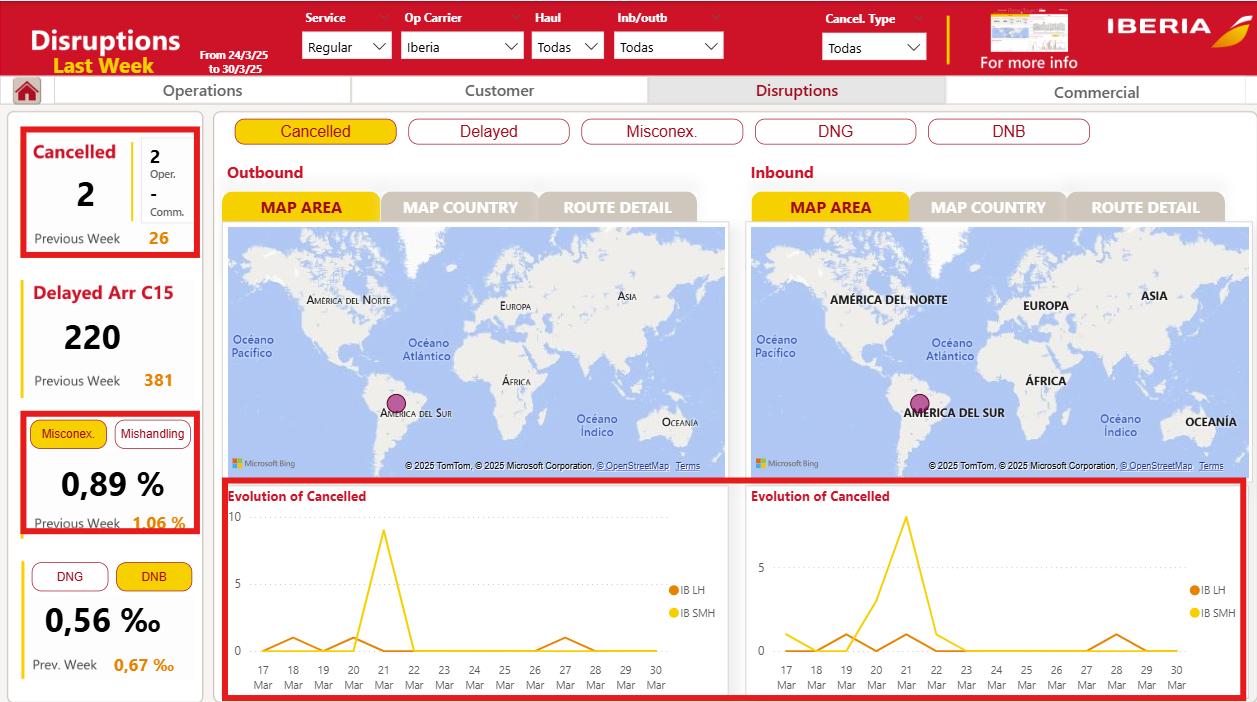 Disruptions
Last Week
From 24/3/25
to 30/3/25
Service
Regular
Op Carrier
Iberia
Haul
Todas
Inb/outb
Todas
Cancel. Type
Todas
For more info
IBERIA
Operations
Customer
Disruptions
Commercial
Cancelled
2
2
Oper.
-
Comm.
Previous Week
26
Delayed Arr C15
220
Previous Week
381
Misconex.
Mishandling
0,89 %
Previous Week
1,06 %
DNG
DNB
0,56 ‰
Prev. Week
0,67 ‰
Cancelled
Delayed
Misconex.
DNG
DNB
Outbound
MAP AREA
MAP COUNTRY
ROUTE DETAIL
AMÉRICA DEL NORTE
EUROPA
ASIA
Océano
Pacífico
Océano
Atlántico
ÁFRICA
AMÉRICA DEL SUR
Océano
Índico
OCEANÍA
Microsoft Bing
© 2025 TomTom, © 2025 Microsoft Corporation, © OpenStreetMap Terms
Inbound
MAP AREA
MAP COUNTRY
ROUTE DETAIL
AMÉRICA DEL NORTE
EUROPA
ASIA
Océano
Pacífico
Océano
Atlántico
ÁFRICA
AMÉRICA DEL SUR
Océano
Índico
OCEANÍA
Microsoft Bing
© 2025 TomTom, © 2025 Microsoft Corporation, © OpenStreetMap Terms
Evolution of Cancelled
10
5
0
17 18 19 20 21 22 23 24 25 26 27 28 29 30
Mar Mar Mar Mar Mar Mar Mar Mar Mar Mar Mar Mar Mar Mar
IB LH
IB SMH
Evolution of Cancelled
5
0
17 18 19 20 21 22 23 24 25 26 27 28 29 30
Mar Mar Mar Mar Mar Mar Mar Mar Mar Mar Mar Mar Mar Mar
IB LH
IB SMH